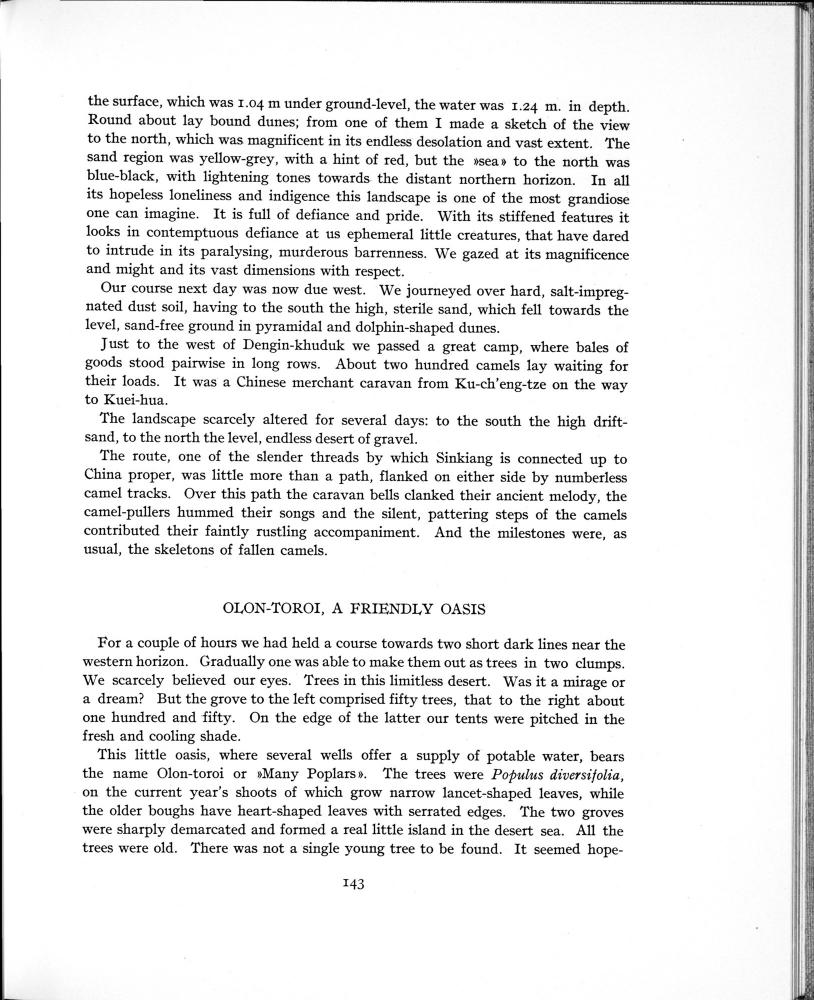 the surface, which was 1.04 m under ground-level, the water was 1.24 m. in depth.
Round about lay bound dunes; from one of them I made a sketch of the view
to the north, which was magnificent in its endless desolation and vast extent. The
sand region was yellow-grey, with a hint of red, but the »sea» to the north was
blue-black, with lightening tones towards the distant northern horizon. In all
its hopeless loneliness and indigence this landscape is one of the most grandiose
one can imagine. It is full of defiance and pride. With its stiffened features it
looks in contemptuous defiance at us ephemeral little creatures, that have dared
to intrude in its paralysing, murderous barrenness. We gazed at its magnificence
and might and its vast dimensions with respect.
Our course next day was now due west. We journeyed over hard, salt-impreg-
nated dust soil, having to the south the high, sterile sand, which fell towards the
level, sand-free ground in pyramidal and dolphin-shaped dunes.
Just to the west of Dengin-khuduk we passed a great camp, where bales of
goods stood pairwise in long rows. About two hundred camels lay waiting for
their loads. It was a Chinese merchant caravan from Ku-ch'eng-tze on the way
to Kuei-hua.
The landscape scarcely altered for several days: to the south the high drift-
sand, to the north the level, endless desert of gravel.
The route, one of the slender threads by which Sinkiang is connected up to
China proper, was little more than a path, flanked on either side by numberless
camel tracks. Over this path the caravan bells clanked their ancient melody, the
camel-pullers hummed their songs and the silent, pattering steps of the camels
contributed their faintly rustling accompaniment. And the milestones were, as
usual, the skeletons of fallen camels.
OLON-TOROI, A FRIENDLY OASIS
For a couple of hours we had held a course towards two short dark lines near the
western horizon. Gradually one was able to make them out as trees in two clumps.
We scarcely believed our eyes. Trees in this limitless desert. Was it a mirage or
a dream? But the grove to the left comprised fifty trees, that to the right about
one hundred and fifty. On the edge of the latter our tents were pitched in the
fresh and cooling shade.
This little oasis, where several wells offer a supply of potable water, bears
the name Olon-toroi or »Many Poplars». The trees were Populus diversifolia,
on the current year's shoots of which grow narrow lancet-shaped leaves, while
the older boughs have heart-shaped leaves with serrated edges. The two groves
were sharply demarcated and formed a real little island in the desert sea. All the
trees were old. There was not a single young tree to be found. It seemed hope-
143